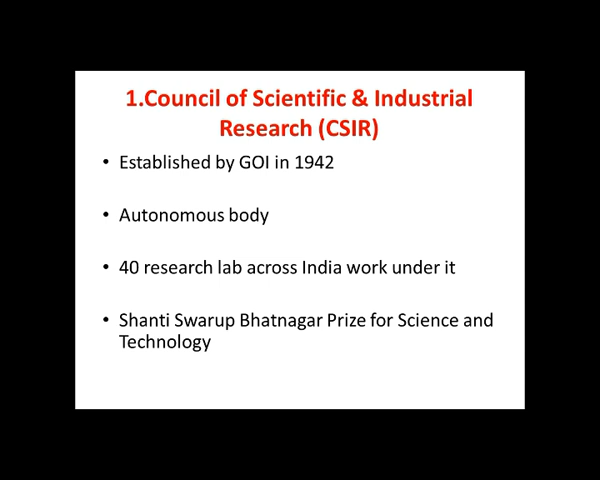 1.Council of Scientific & Industrial
Research (CSIR)
• Established by GOI in 1942
• Autonomous body
• 40 research lab across India work under it
• Shanti Swarup Bhatnagar Prize for Science and
Technology